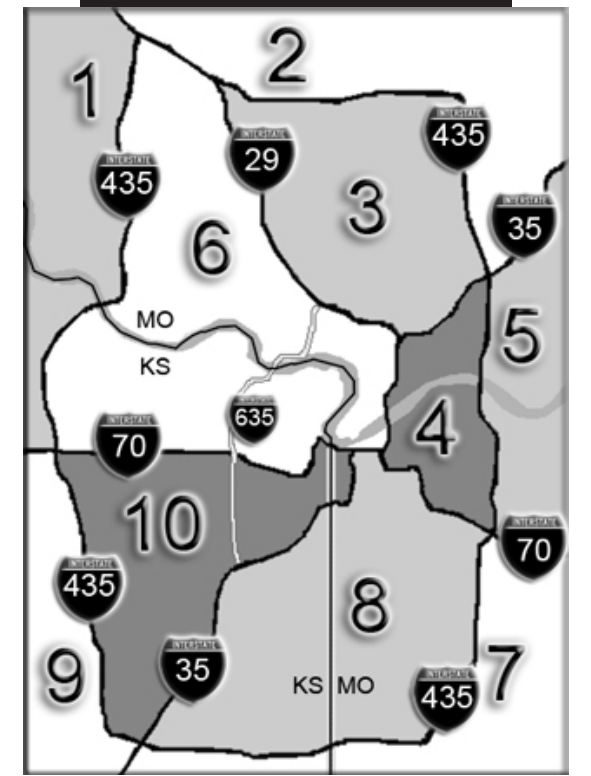 2
1
INTERSTATE
435
INTERSTATE
29
INTERSTATE
435
3
INTERSTATE
35
6
MO
KS
5
INTERSTATE
635
4
INTERSTATE
70
10
INTERSTATE
70
INTERSTATE
435
8
9
INTERSTATE
35
KS MO
INTERSTATE
435
7